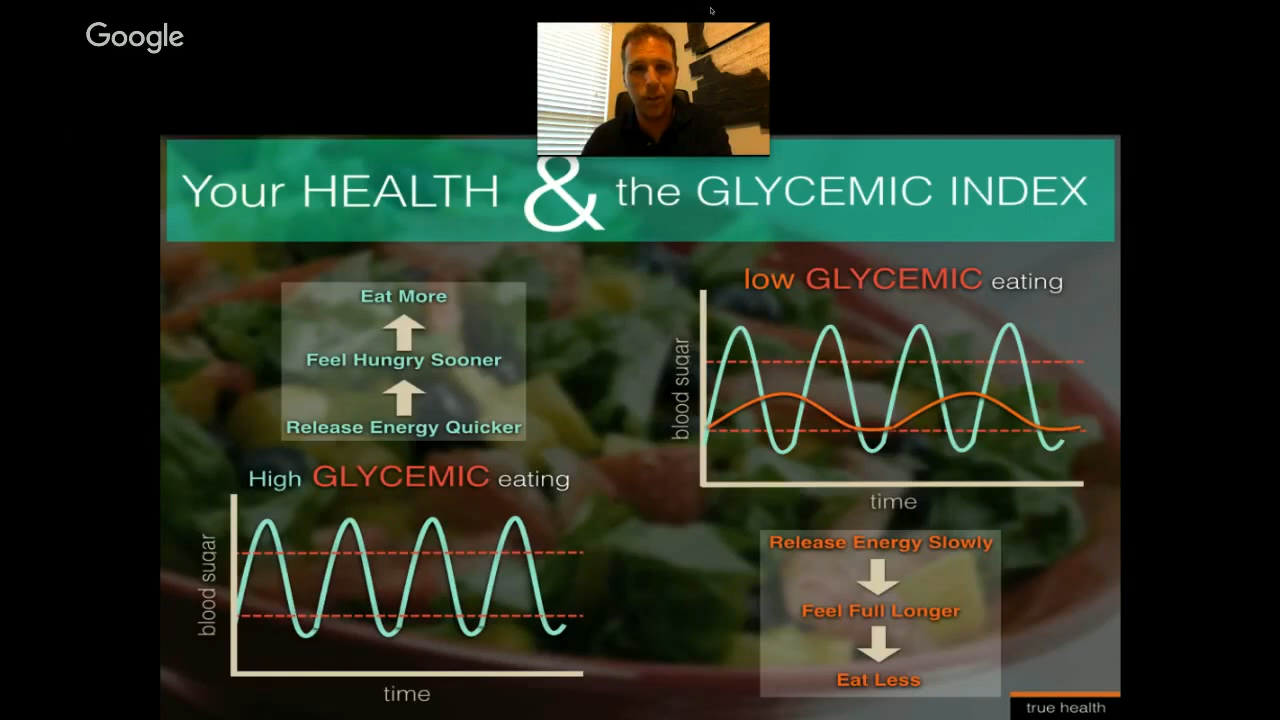 Google
Your HEALTH & the GLYCEMIC INDEX
Eat More
Feel Hungry Sooner
Release Energy Quicker
High GLYCEMIC eating
blood sugar
time
low GLYCEMIC eating
blood sugar
time
Release Energy Slowly
Feel Full Longer
Eat Less
true health